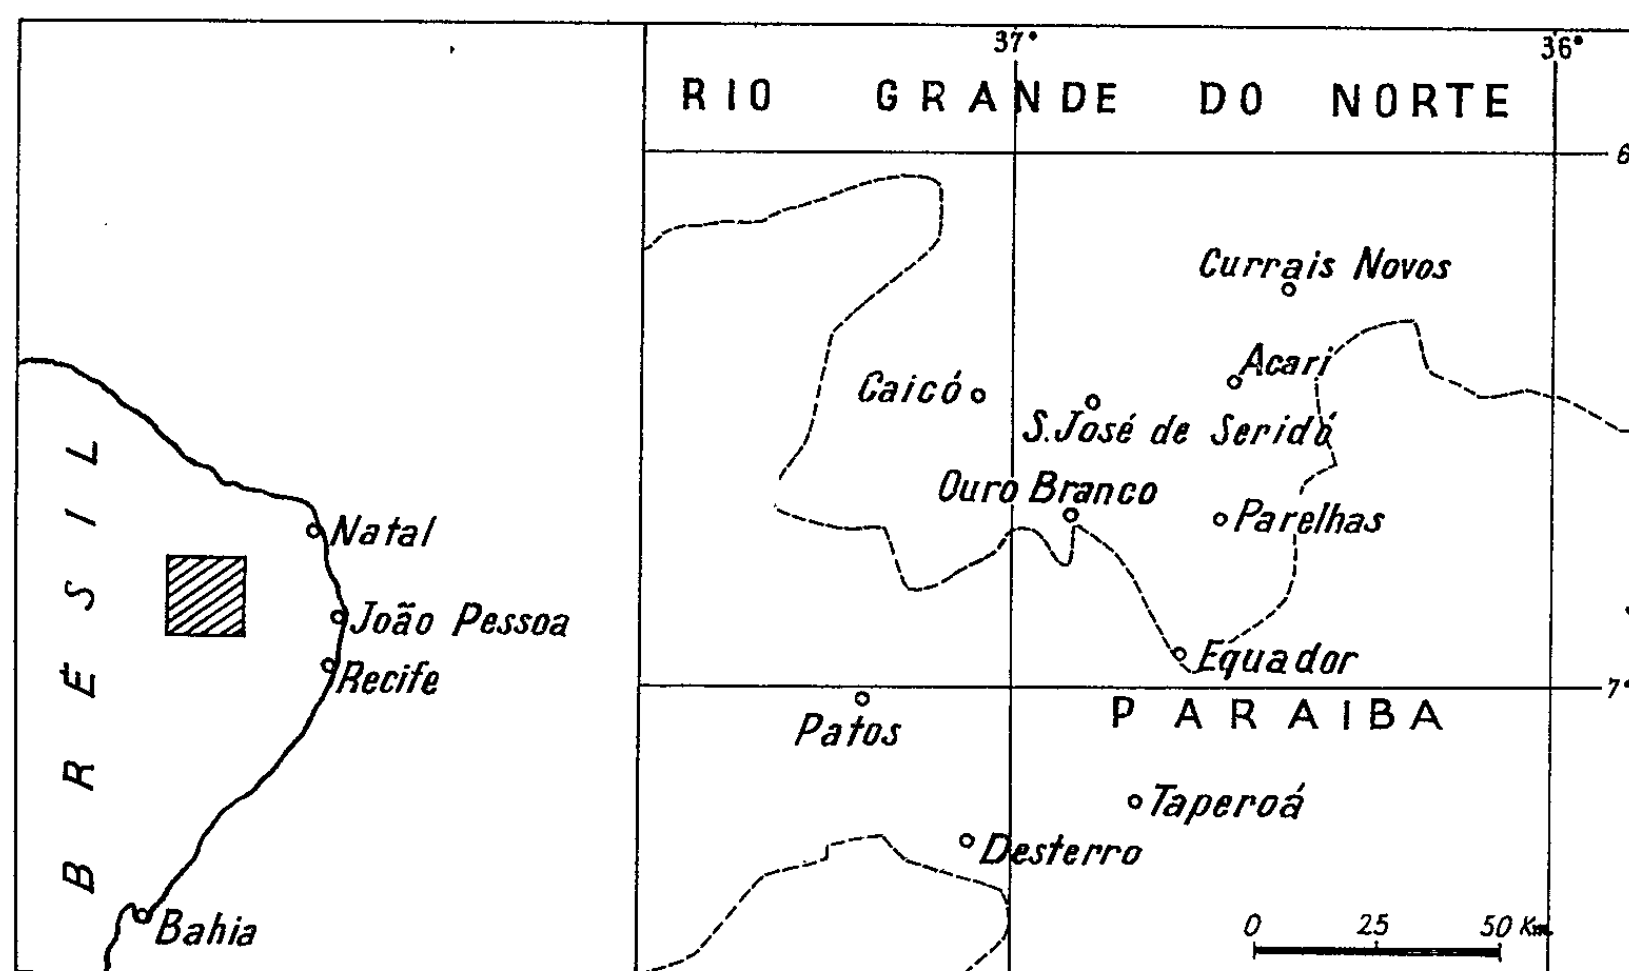 BRÉSIL
Natal
João Pessoa
Recife
Bahia
37° 36°
RIO GRANDE DO NORTE
6
Currais Novos
Acari
Caicó
S. José de Seridó
Ouro Branco
Parelhas
Equador
7°
Patos
PARAIBA
Taperoá
Desterro
0 25 50 Km